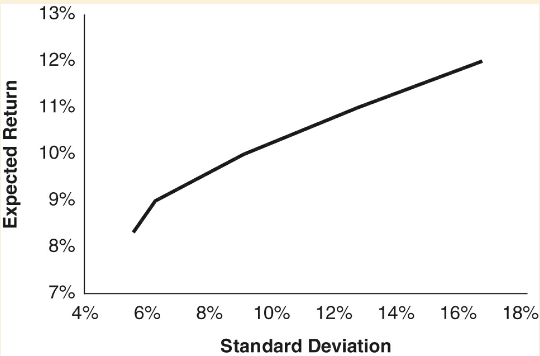 13%
12%
11%
10%
9%
8%
7%
Expected Return
4% 6% 8% 10% 12% 14% 16% 18%
Standard Deviation